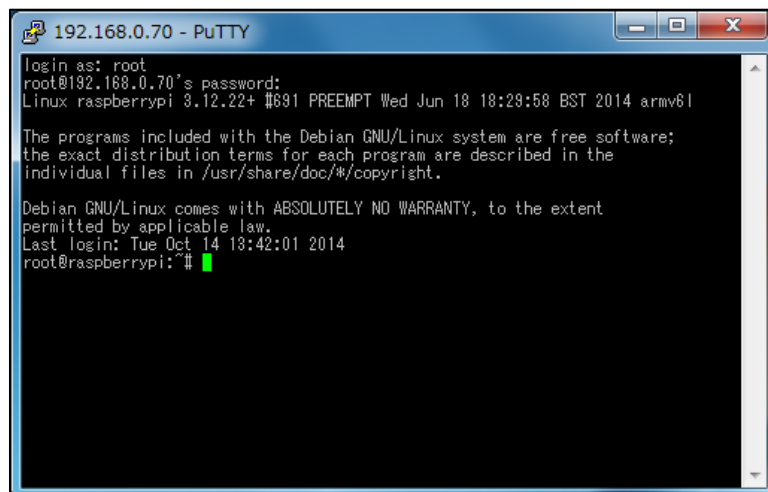 192.168.0.70 - PuTTY
login as: root
root@192.168.0.70's password:
Linux raspberrypi 3.12.22+ #691 PREEMPT Wed Jun 18 18:29:58 BST 2014 armv6l
The programs included with the Debian GNU/Linux system are free software;
the exact distribution terms for each program are described in the
individual files in /usr/share/doc/*/copyright.
Debian GNU/Linux comes with ABSOLUTELY NO WARRANTY, to the extent
permitted by applicable law.
Last login: Tue Oct 14 13:42:01 2014
root@raspberrypi:~#